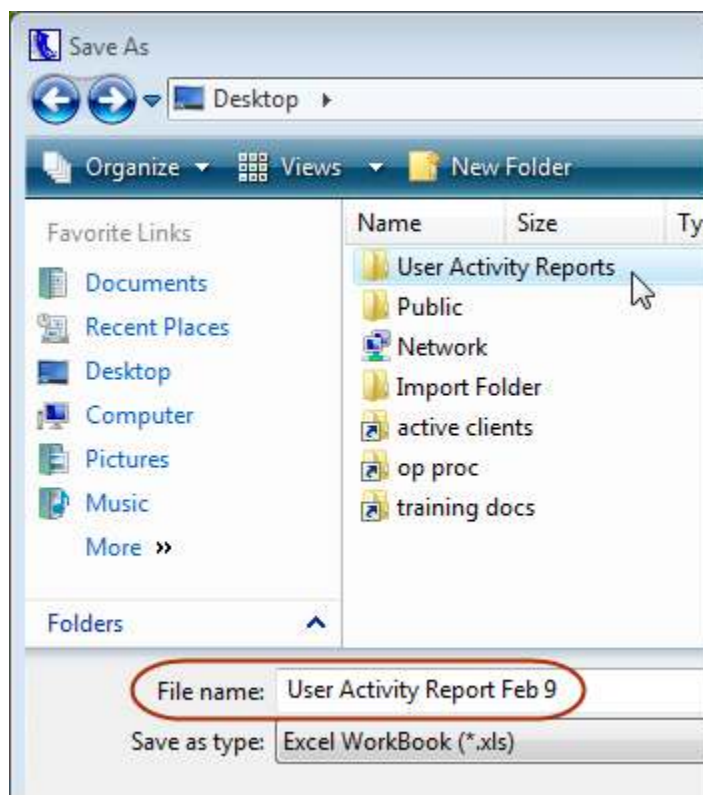 Save As
Desktop
Organize Views New Folder
Favorite Links
Documents
Recent Places
Desktop
Computer
Pictures
Music
More »
Folders
Name Size Ty
User Activity Reports
Public
Network
Import Folder
active clients
op proc
training docs
File name: User Activity Report Feb 9
Save as type: Excel WorkBook (*.xls)